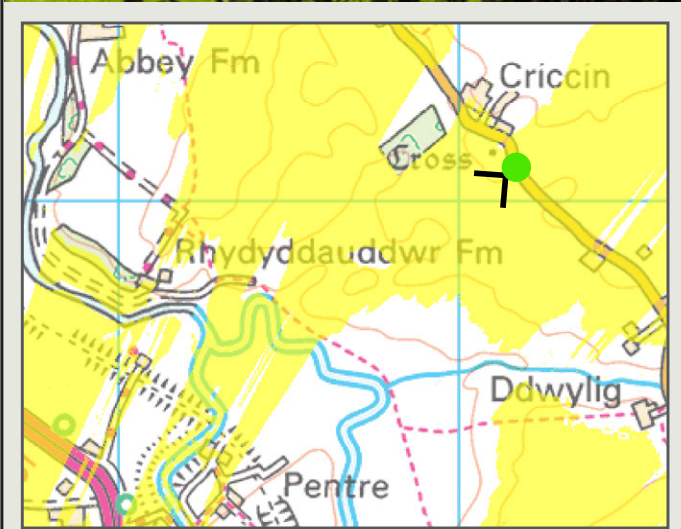 Abbey Fm
Criccin
Cross
Rhydyddauddwr Fm
Ddwylig
Pentre